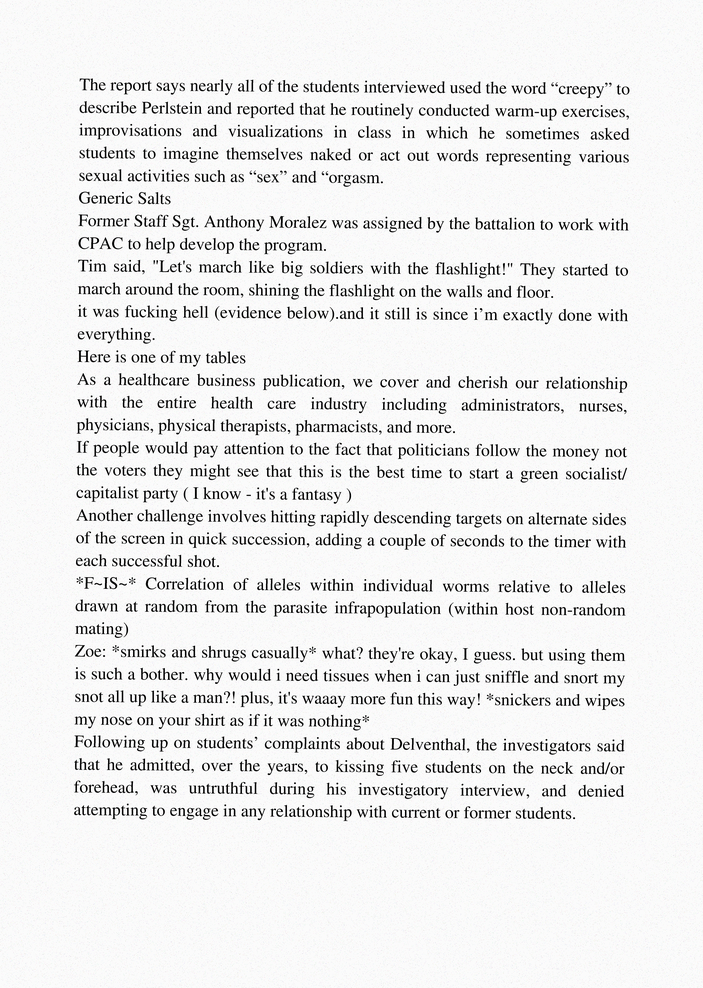 The report says nearly all of the students interviewed used the word “creepy” to
describe Perlstein and reported that he routinely conducted warm-up exercises,
improvisations and visualizations in class in which he sometimes asked
students to imagine themselves naked or act out words representing various
sexual activities such as “sex” and “orgasm.
Generic Salts
Former Staff Sgt. Anthony Moralez was assigned by the battalion to work with
CPAC to help develop the program.
Tim said, "Let's march like big soldiers with the flashlight!" They started to
march around the room, shining the flashlight on the walls and floor.
it was fucking hell (evidence below).and it still is since i’m exactly done with
everything.
Here is one of my tables
As a healthcare business publication, we cover and cherish our relationship
with the entire health care industry including administrators, nurses,
physicians, physical therapists, pharmacists, and more.
If people would pay attention to the fact that politicians follow the money not
the voters they might see that this is the best time to start a green socialist/
capitalist party ( I know - it's a fantasy )
Another challenge involves hitting rapidly descending targets on alternate sides
of the screen in quick succession, adding a couple of seconds to the timer with
each successful shot.
*F~IS~* Correlation of alleles within individual worms relative to alleles
drawn at random from the parasite infrapopulation (within host non-random
mating)
Zoe: *smirks and shrugs casually* what? they're okay, I guess. but using them
is such a bother. why would i need tissues when i can just sniffle and snort my
snot all up like a man?! plus, it's waaay more fun this way! *snickers and wipes
my nose on your shirt as if it was nothing*
Following up on students’ complaints about Delventhal, the investigators said
that he admitted, over the years, to kissing five students on the neck and/or
forehead, was untruthful during his investigatory interview, and denied
attempting to engage in any relationship with current or former students.